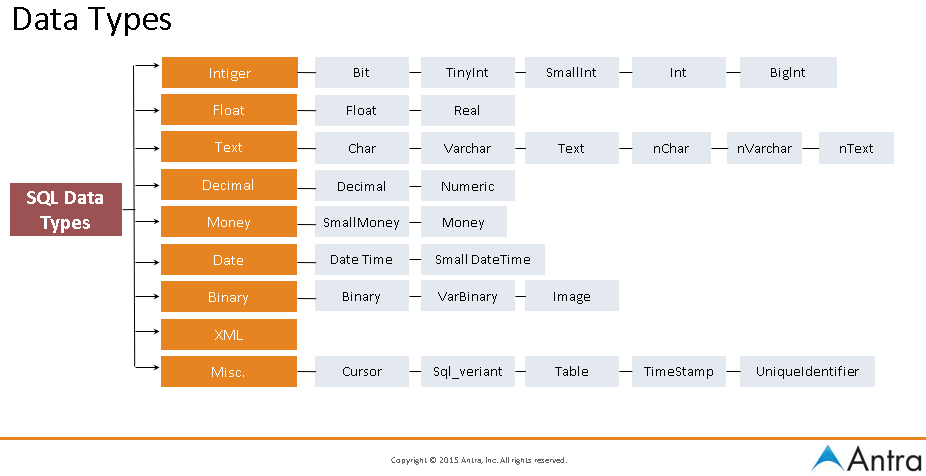 Data Types
Intiger Bit TinyInt SmallInt Int BigInt
Float Float Real
Text Char Varchar Text nChar nVarchar nText
Decimal Decimal Numeric
SQL Data
Types
Money SmallMoney Money
Date Date Time Small DateTime
Binary Binary VarBinary Image
XML
Misc. Cursor Sql_veriant Table TimeStamp UniqueIdentifier
Copyright © 2015 Antra, Inc. All rights reserved.
Antra